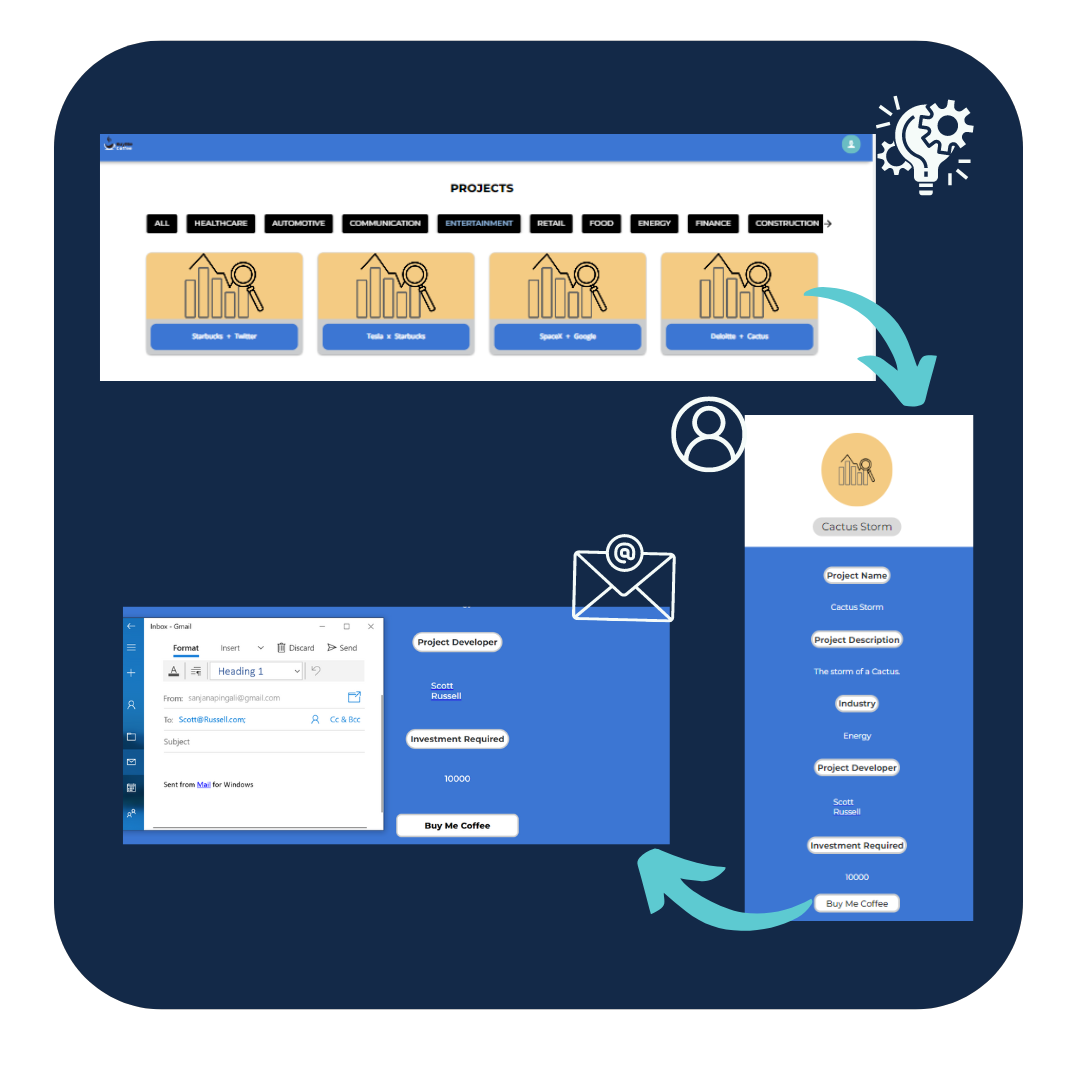 PROJECTS
ALL HEALTHCARE AUTOMOTIVE COMMUNICATION ENTERTAINMENT RETAIL FOOD ENERGY FINANCE CONSTRUCTION
Starbucks + Twitter
Tesla x Starbucks
SpaceX + Google
Deloitte + Cactus
Cactus Storm
Project Name
Cactus Storm
Project Description
The storm of a Cactus.
Industry
Energy
Project Developer
Scott
Russell
Investment Required
10000
Buy Me Coffee
Inbox - Gmail
Format Insert Discard Send
A Heading 1
From: sanjanapingali@gmail.com
To: Scott@Russell.com; Cc & Bcc
Subject
Sent from Mail for Windows
Project Developer
Scott
Russell
Investment Required
10000
Buy Me Coffee